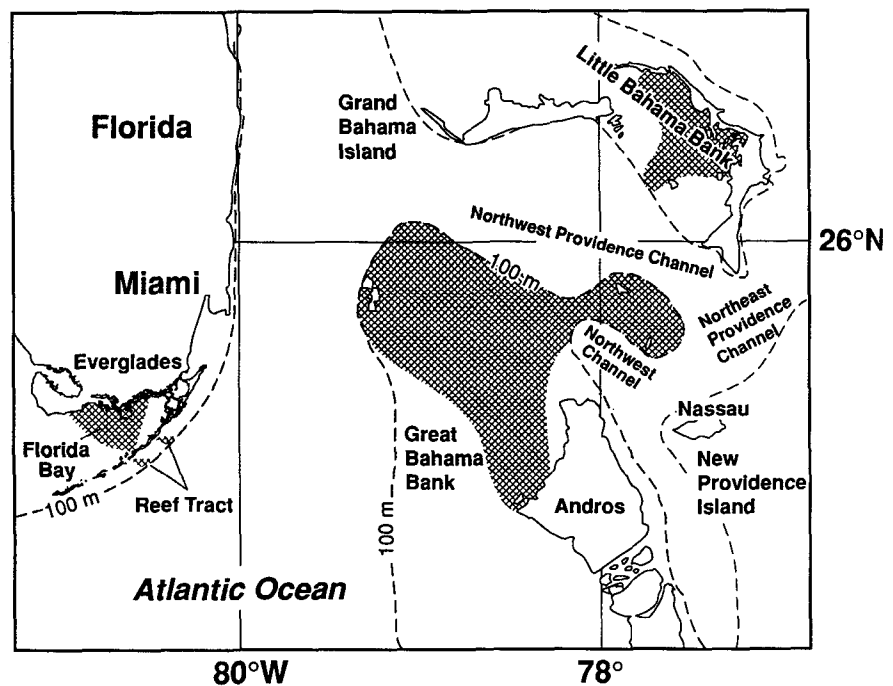 Florida
Grand
Bahama
Island
Little Bahama Bank
Northwest Providence Channel
26°N
100 m
Miami
Northeast
Providence
Channel
Northwest
Channel
Everglades
Nassau
Florida
Bay
Great
Bahama
Bank
New
Providence
Island
100 m
Reef Tract
Andros
100 m
Atlantic Ocean
80°W
78°